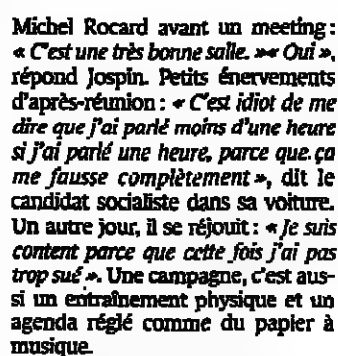 Michel Rocard avant un meeting :
« C'est une très bonne salle. »« Oui »,
répond Jospin. Petits énervements
d'après-réunion : « C'est idiot de me
dire que j'ai parlé moins d'une heure
si j'ai parlé une heure, parce que ça
me fausse complètement », dit le
candidat socialiste dans sa voiture.
Un autre jour, il se réjouit : « Je suis
content parce que cette fois j'ai pas
trop sué ». Une campagne, c'est aus-
si un entraînement physique et un
agenda réglé comme du papier à
musique.